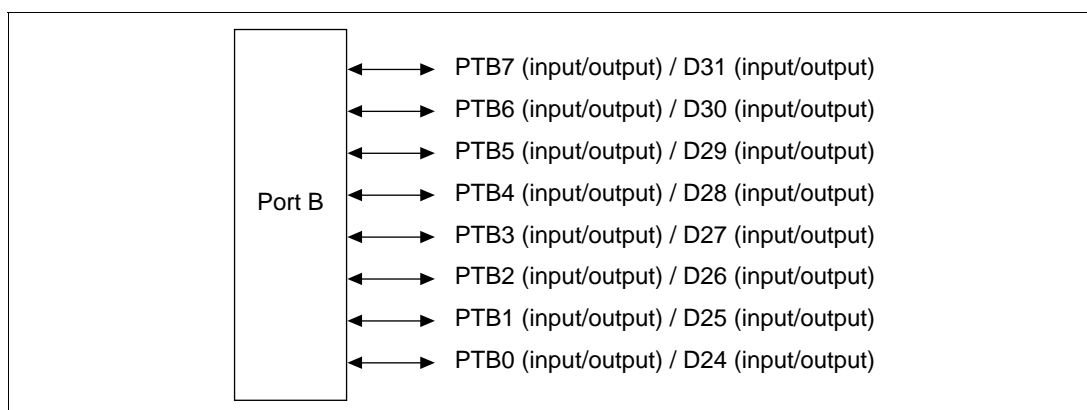 PTB7 (input/output) / D31 (input/output)
PTB6 (input/output) / D30 (input/output)
PTB5 (input/output) / D29 (input/output)
PTB4 (input/output) / D28 (input/output)
Port B
PTB3 (input/output) / D27 (input/output)
PTB2 (input/output) / D26 (input/output)
PTB1 (input/output) / D25 (input/output)
PTB0 (input/output) / D24 (input/output)